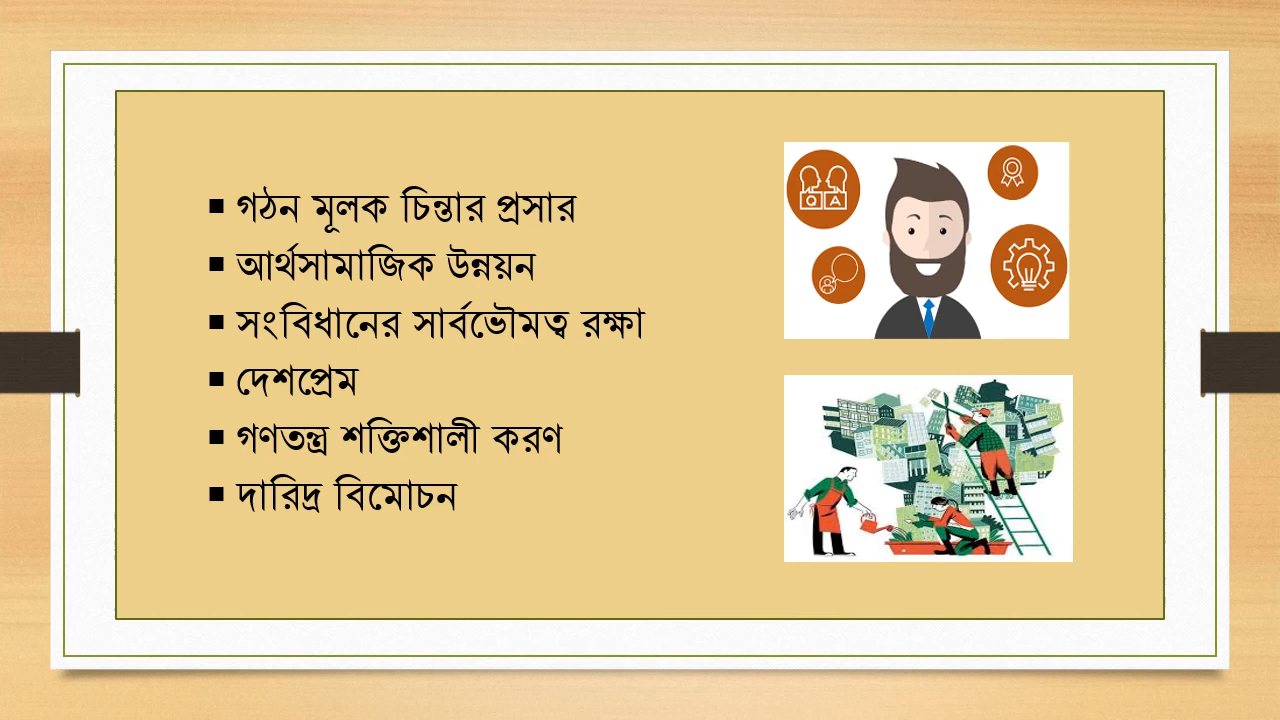 ▪ গঠন মূলক চিন্তার প্রসার
▪ আর্থসামাজিক উন্নয়ন
▪ সংবিধানের সার্বভৌমত্ব রক্ষা
▪ দেশপ্রেম
▪ গণতন্ত্র শক্তিশালী করণ
▪ দারিদ্র বিমোচন
Q A